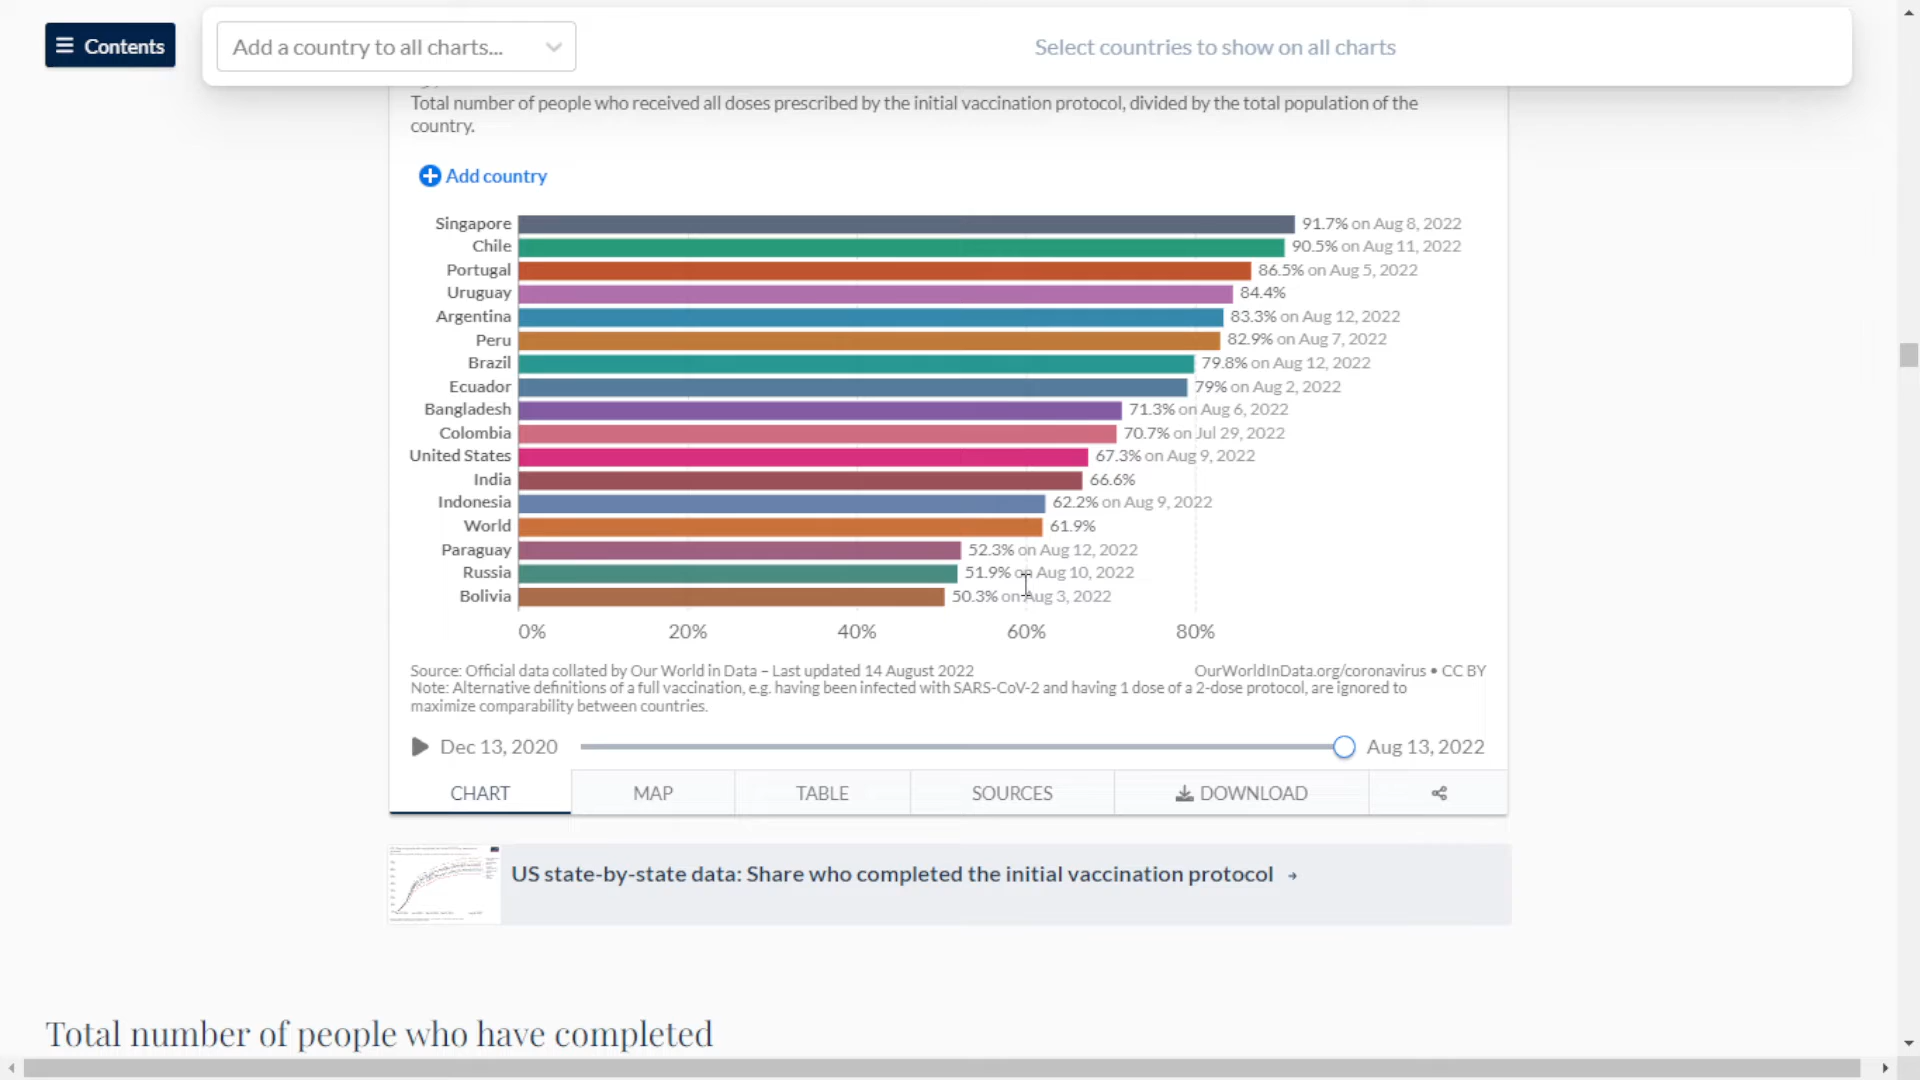 Contents
Add a country to all charts...
Select countries to show on all charts
Total number of people who received all doses prescribed by the initial vaccination protocol, divided by the total population of the
country.
Add country
Singapore 91.7% on Aug 8, 2022
Chile 90.5% on Aug 11, 2022
Portugal 86.5% on Aug 5, 2022
Uruguay 84.4%
Argentina 83.3% on Aug 12, 2022
Peru 82.9% on Aug 7, 2022
Brazil 79.8% on Aug 12, 2022
Ecuador 79% on Aug 2, 2022
Bangladesh 71.3% on Aug 6, 2022
Colombia 70.7% on Jul 29, 2022
United States 67.3% on Aug 9, 2022
India 66.6%
Indonesia 62.2% on Aug 9, 2022
World 61.9%
Paraguay 52.3% on Aug 12, 2022
Russia 51.9% on Aug 10, 2022
Bolivia 50.3% on Aug 3, 2022
0% 20% 40% 60% 80%
Source: Official data collated by Our World in Data – Last updated 14 August 2022 OurWorldInData.org/coronavirus • CC BY
Note: Alternative definitions of a full vaccination, e.g. having been infected with SARS-CoV-2 and having 1 dose of a 2-dose protocol, are ignored to
maximize comparability between countries.
Dec 13, 2020 Aug 13, 2022
CHART MAP TABLE SOURCES DOWNLOAD
US state-by-state data: Share who completed the initial vaccination protocol →
Total number of people who have completed